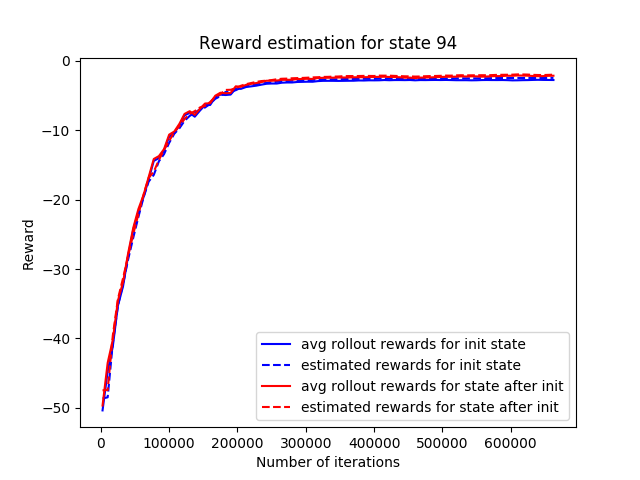 Reward estimation for state 94
0
−10
−20
−30
−40
−50
Reward
avg rollout rewards for init state
estimated rewards for init state
avg rollout rewards for state after init
estimated rewards for state after init
0 100000 200000 300000 400000 500000 600000
Number of iterations